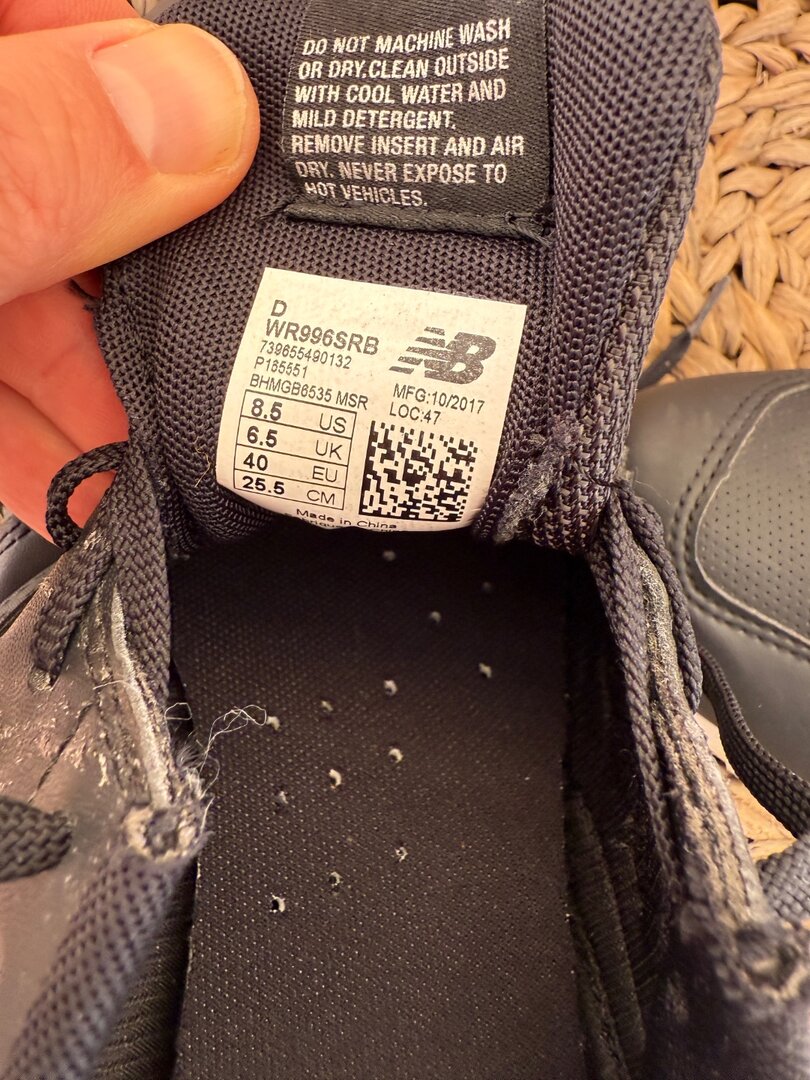 DO NOT MACHINE WASH
OR DRY.CLEAN OUTSIDE
WITH COOL WATER AND
MILD DETERGENT.
REMOVE INSERT AND AIR
DRY. NEVER EXPOSE TO
HOT VEHICLES.
D
WR996SRB
739655490132
P165551
BHMGB6535 MSR
NB
MFG:10/2017
LOC:47
8.5 US
6.5 UK
40 EU
25.5 CM
Made in China